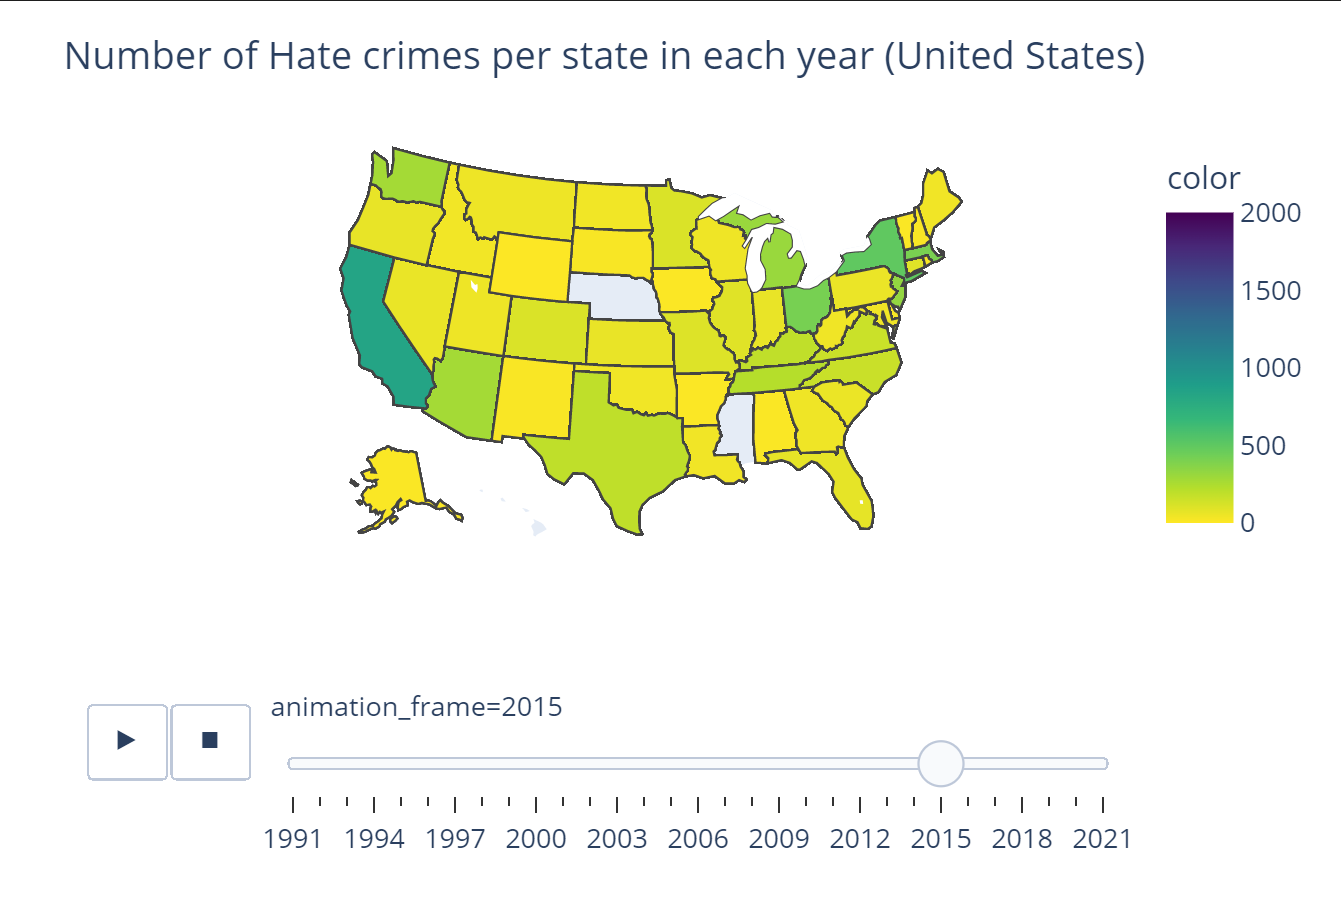 Number of Hate crimes per state in each year (United States)
color
2000
1500
1000
500
0
animation_frame=2015
1991 1994 1997 2000 2003 2006 2009 2012 2015 2018 2021